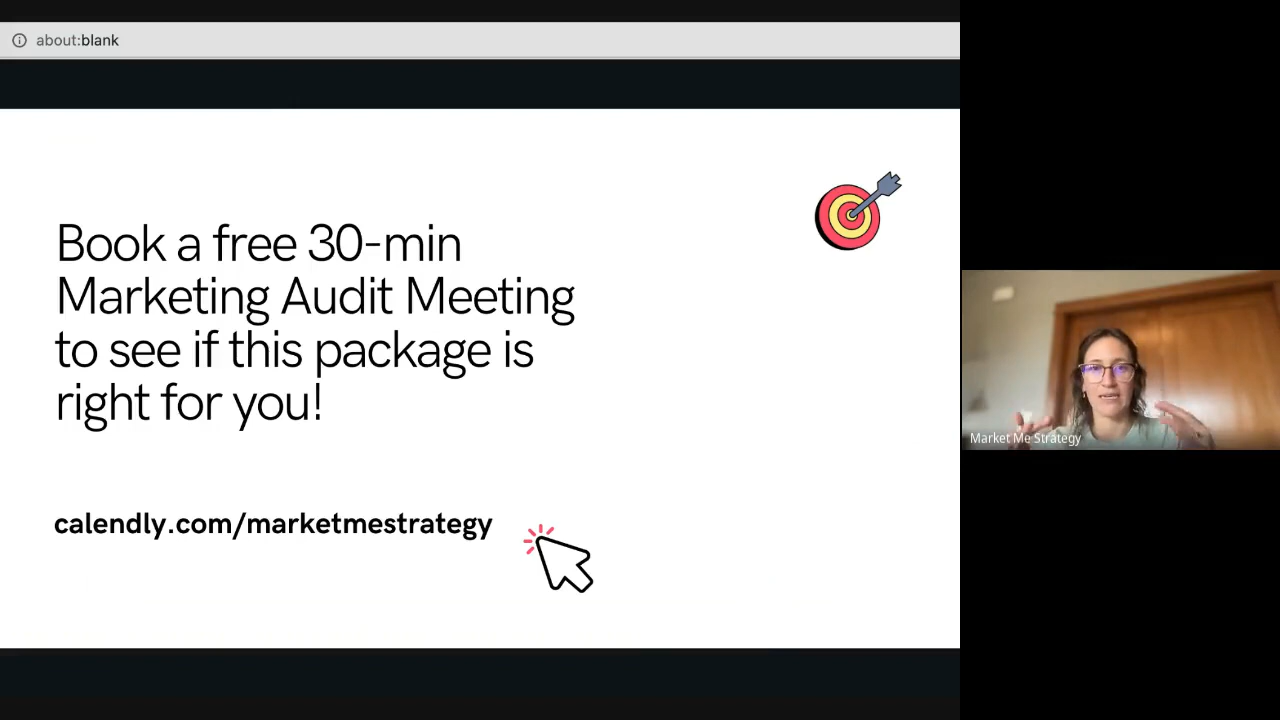 about:blank
Book a free 30-min
Marketing Audit Meeting
to see if this package is
right for you!
calendly.com/marketmestrategy
Market Me Strategy